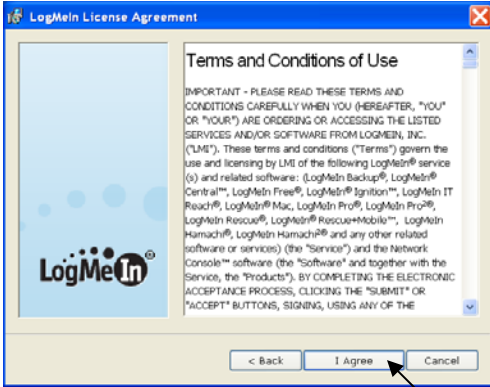 LogMeIn License Agreement
Terms and Conditions of Use
IMPORTANT - PLEASE READ THESE TERMS AND
CONDITIONS CAREFULLY WHEN YOU (HEREAFTER, "YOU"
OR "YOUR") ARE ORDERING OR ACCESSING THE LISTED
SERVICES AND/OR SOFTWARE FROM LOGMEIN, INC.
("LMI"). These terms and conditions ("Terms") govern the
use and licensing by LMI of the following LogMeIn® service
(s) and related software: (LogMeIn Backup®, LogMeIn®
Central™, LogMeIn Free®, LogMeIn® Ignition™, LogMeIn IT
Reach®, LogMeIn® Mac, LogMeIn Pro®, LogMeIn Pro²®,
LogMeIn Rescue®, LogMeIn® Rescue+Mobile™, LogMeIn
Hamachi®, LogMeIn Hamachi²® and any other related
software or services) (the "Service") and the Network
Console™ software (the "Software" and together with the
Service, the "Products"). BY COMPLETING THE ELECTRONIC
ACCEPTANCE PROCESS, CLICKING THE "SUBMIT" OR
"ACCEPT" BUTTONS, SIGNING, USING ANY OF THE
LogMeIn®
< Back
I Agree
Cancel